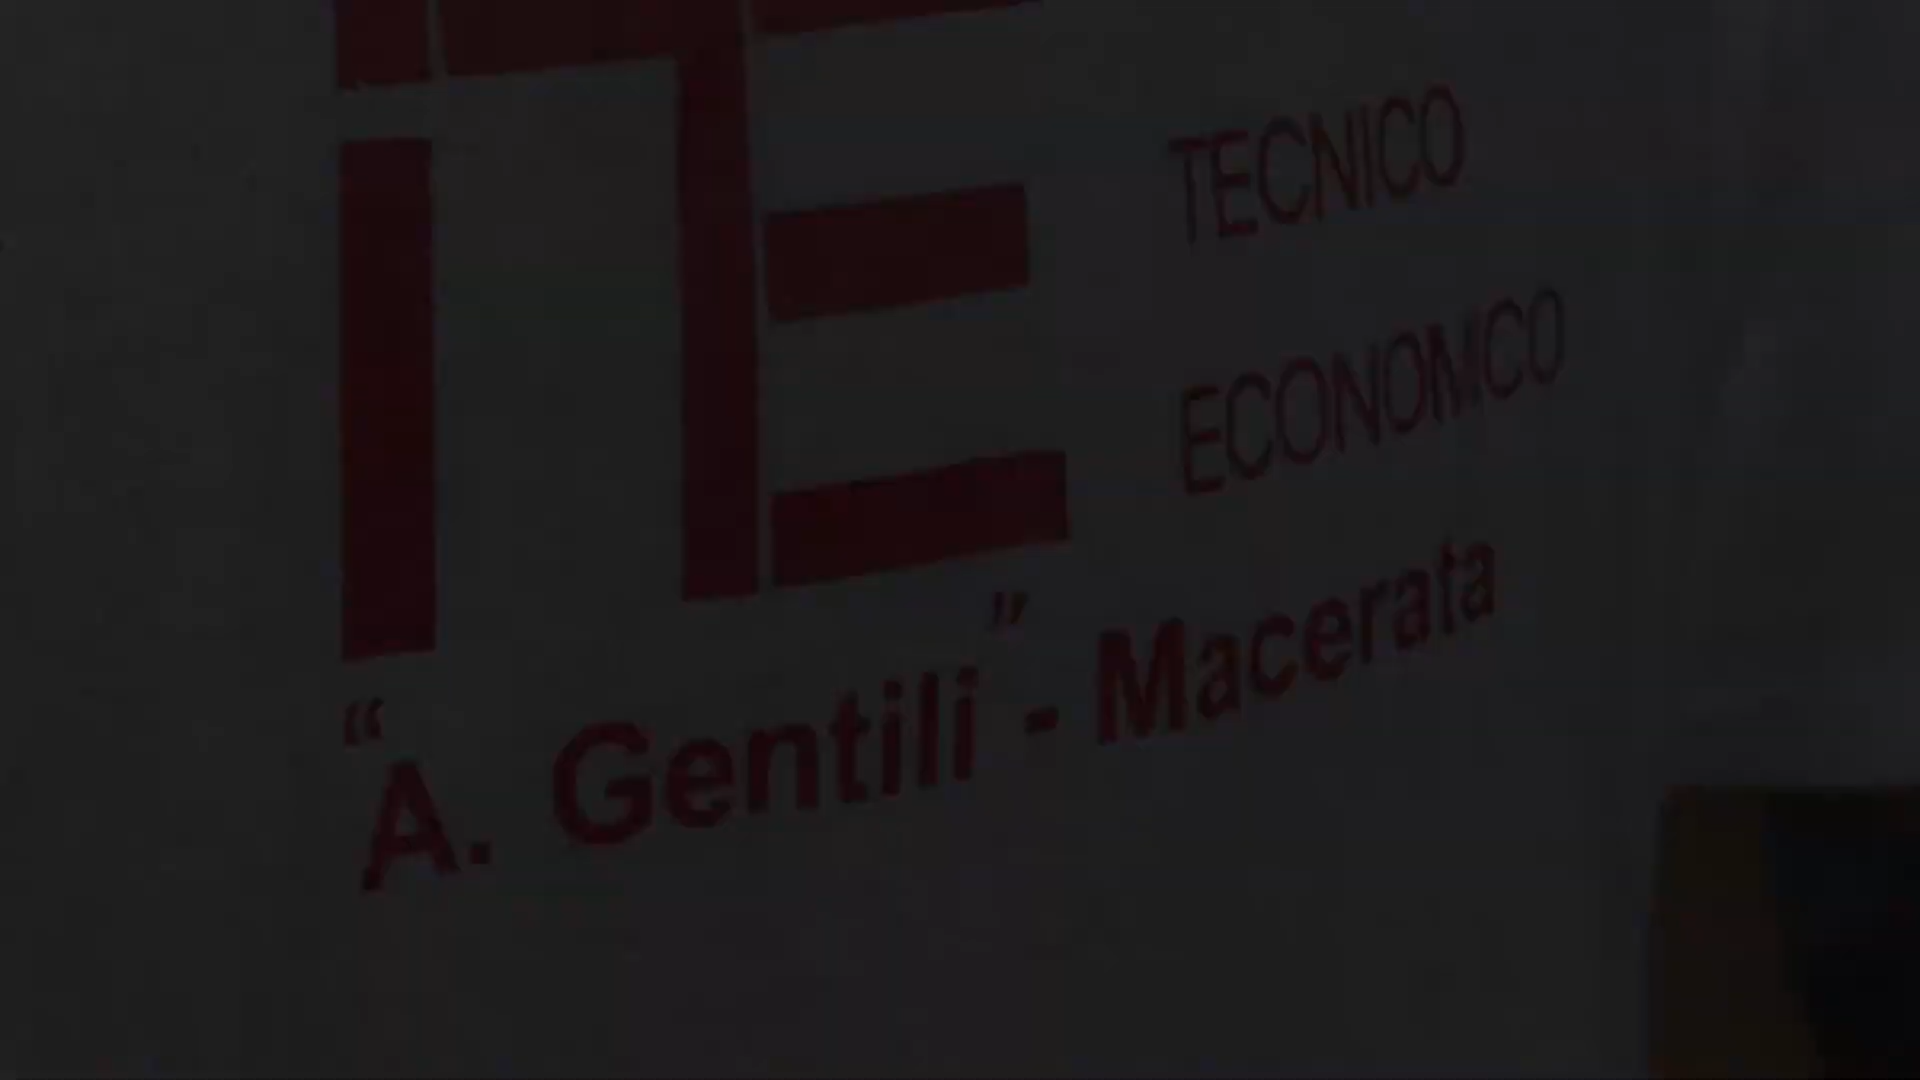 ITE
TECNICO
ECONOMCO
“A. Gentili” - Macerata